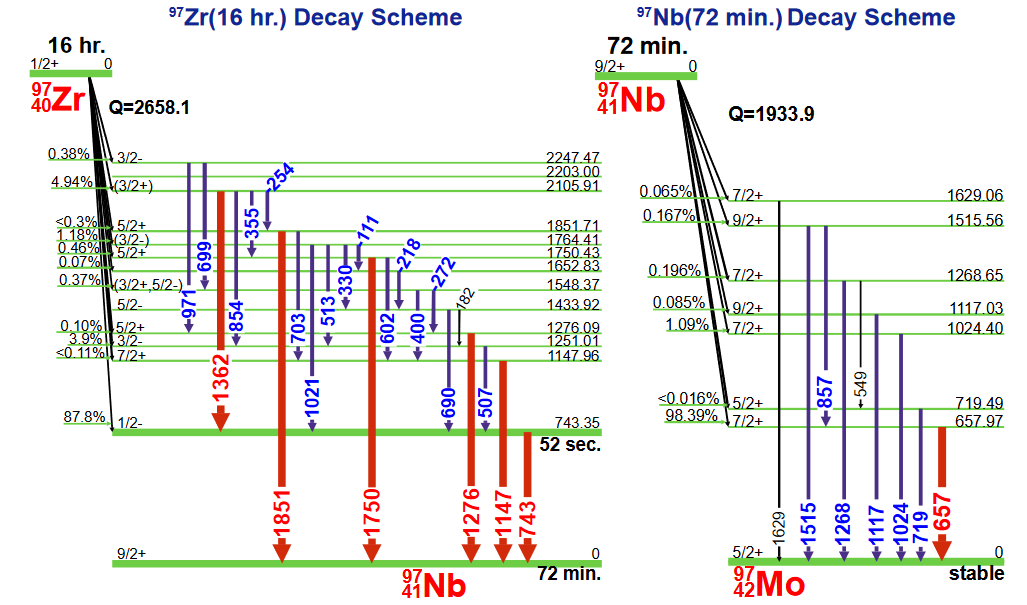 97Zr(16 hr.) Decay Scheme
16 hr.
1/2+ 0
97
40Zr
Q=2658.1
0.38% 3/2- 2247.47
2203.00
4.94% (3/2+) 2105.91
<0.3% 5/2+ 1851.71
1.18% (3/2-) 1764.41
0.46% 5/2+ 1750.43
0.07% 1652.83
0.37% (3/2+,5/2-) 1548.37
5/2- 1433.92
0.10% 5/2+ 1276.09
3.9% 3/2- 1251.01
<0.11% 7/2+ 1147.96
87.8% 1/2- 743.35
52 sec.
971
699
1362
854
355
-254
1851
703
1021
513
330
-111
1750
602
-218
400
-272
690
182
1276
507
1147
743
9/2+ 0
97
41Nb
72 min.
97Nb(72 min.) Decay Scheme
72 min.
9/2+ 0
97
41Nb
Q=1933.9
0.065% 7/2+ 1629.06
0.167% 9/2+ 1515.56
0.196% 7/2+ 1268.65
0.085% 9/2+ 1117.03
1.09% 7/2+ 1024.40
<0.016% 5/2+ 719.49
98.39% 7/2+ 657.97
1629
1515
857
1268
549
1117
1024
719
657
5/2+ 0
97
42Mo
stable